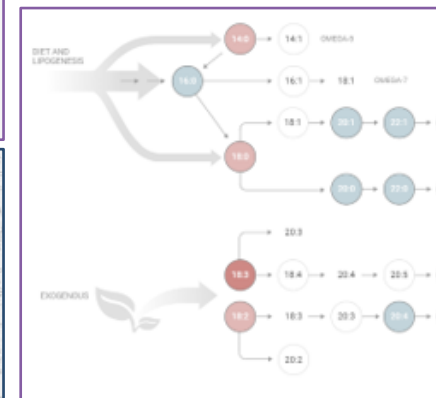 DIET AND
LIPOGENESIS
14:0 14:1 OMEGA-5
16:0 16:1 18:1 OMEGA-7
18:1 20:1 22:1
18:0
20:0 22:0
20:3
18:3 18:4 20:4 20:5
EXOGENOUS
18:2 18:3 20:3 20:4
20:2